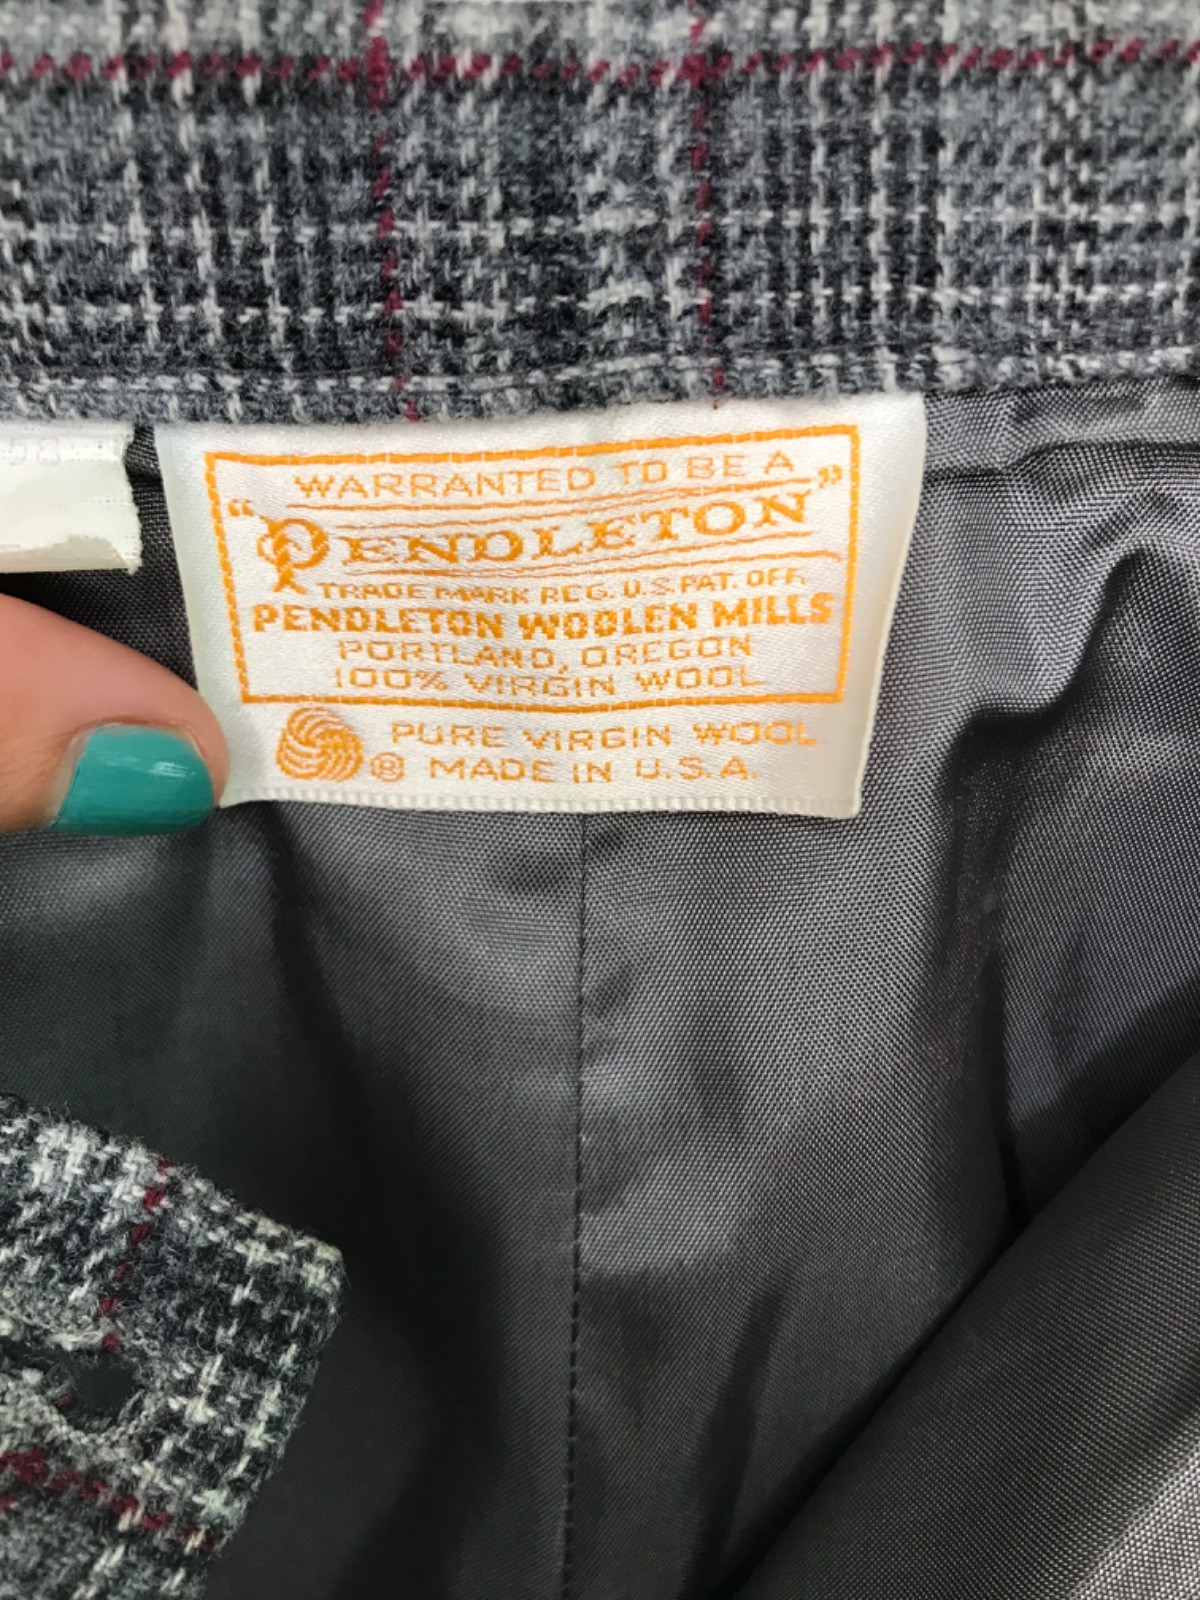 58
WARRANTED TO BE A
"PENDLETON"
TRADE MARK REG. U.S. PAT. OFF.
PENDLETON WOOLEN MILLS
PORTLAND, OREGON
100% VIRGIN WOOL
PURE VIRGIN WOOL
® MADE IN U.S.A.